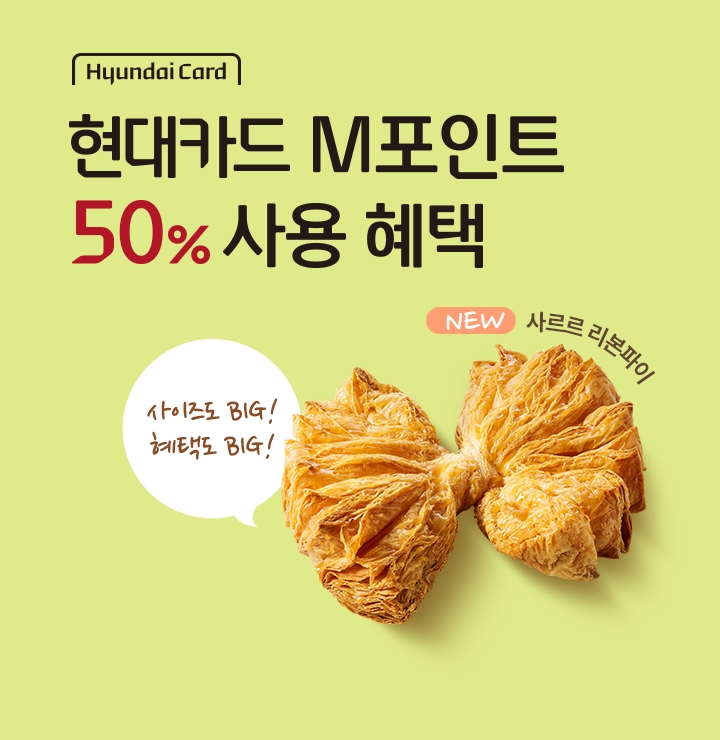 Hyundai Card
현대카드 M포인트
50% 사용 혜택
NEW 사르르 리본파이
사이즈도 BIG!
혜택도 BIG!